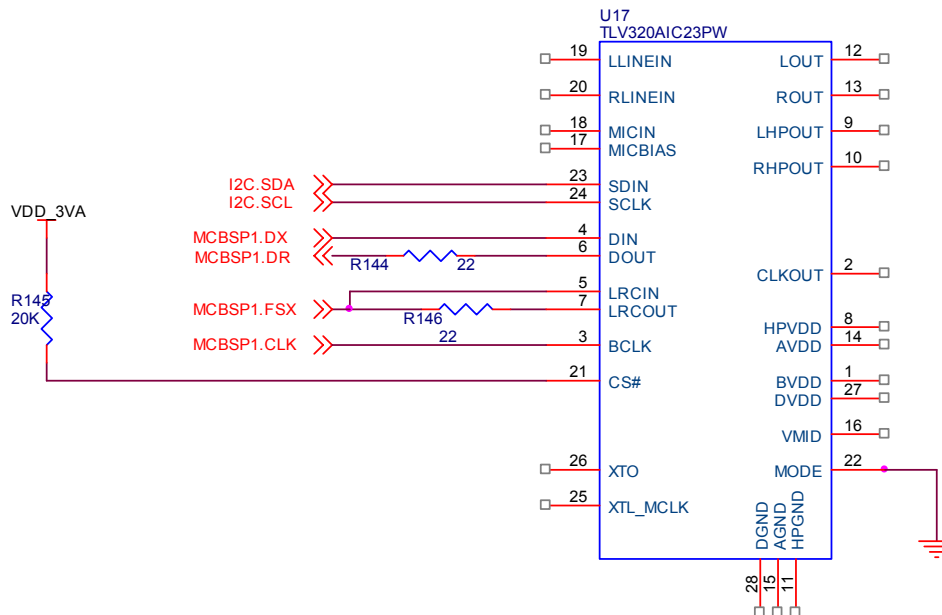 U17
TLV320AIC23PW
19 LLINEIN LOUT 12
20 RLINEIN ROUT 13
18 MICIN LHPOUT 9
17 MICBIAS
RHPOUT 10
I2C.SDA 23 SDIN
I2C.SCL 24 SCLK
VDD_3VA
MCBSP1.DX 4 DIN
MCBSP1.DR R144 22 6 DOUT
CLKOUT 2
5 LRCIN
R145
20K
MCBSP1.FSX R146 7 LRCOUT
22
HPVDD 8
MCBSP1.CLK 3 BCLK AVDD 14
21 CS# BVDD 1
DVDD 27
VMID 16
26 XTO MODE 22
25 XTL_MCLK
DGND AGND HPGND
28 15 11